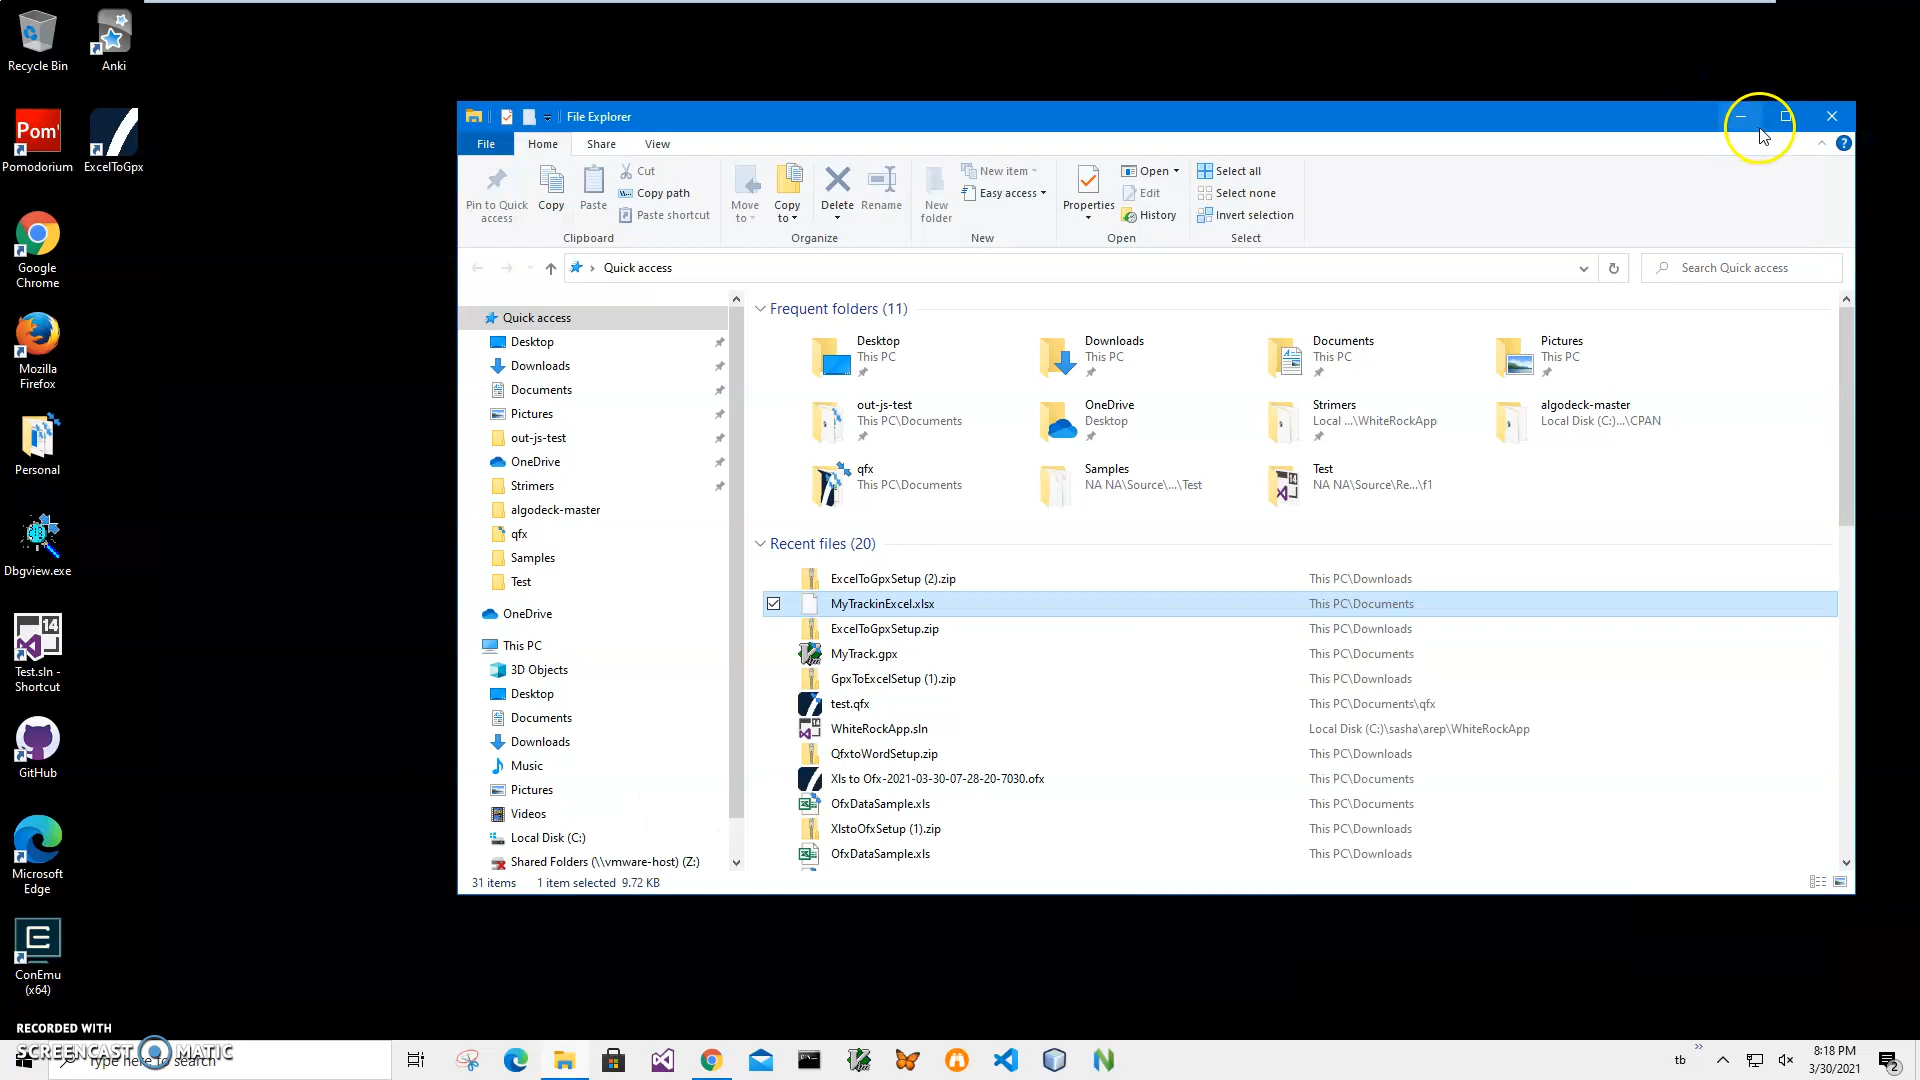 Recycle Bin
Anki
Pom'
Pomodorium
ExcelToGpx
Google
Chrome
Mozilla
Firefox
Personal
Dbgview.exe
14
Test.sln -
Shortcut
GitHub
Microsoft
Edge
ConEmu
(x64)
File Explorer
File
Home
Share
View
Pin to Quick
access
Copy
Paste
Cut
Copy path
Paste shortcut
Clipboard
Move
to
Copy
to
Delete
Rename
Organize
New
folder
New item
Easy access
New
Properties
Open
Edit
History
Open
Select all
Select none
Invert selection
Select
Quick access
Search Quick access
Quick access
Desktop
Downloads
Documents
Pictures
out-js-test
OneDrive
Strimers
algodeck-master
qfx
Samples
Test
OneDrive
This PC
3D Objects
Desktop
Documents
Downloads
Music
Pictures
Videos
Local Disk (C:)
Shared Folders (\\vmware-host) (Z:)
Frequent folders (11)
Desktop
This PC
Downloads
This PC
Documents
This PC
Pictures
This PC
out-js-test
This PC\Documents
OneDrive
Desktop
Strimers
Local ...\WhiteRockApp
algodeck-master
Local Disk (C:)...\CPAN
qfx
This PC\Documents
Samples
NA NA\Source\...\Test
14
Test
NA NA\Source\Re...\f1
Recent files (20)
ExcelToGpxSetup (2).zip This PC\Downloads
MyTrackinExcel.xlsx This PC\Documents
ExcelToGpxSetup.zip This PC\Downloads
MyTrack.gpx This PC\Documents
GpxToExcelSetup (1).zip This PC\Downloads
test.qfx This PC\Documents\qfx
WhiteRockApp.sln Local Disk (C:)\sasha\arep\WhiteRockApp
QfxtoWordSetup.zip This PC\Downloads
Xls to Ofx-2021-03-30-07-28-20-7030.ofx This PC\Documents
OfxDataSample.xls This PC\Documents
XlstoOfxSetup (1).zip This PC\Downloads
OfxDataSample.xls This PC\Documents
31 items 1 item selected 9.72 KB
RECORDED WITH
SCREENCAST MATIC
Type here to search
tb
8:18 PM
3/30/2021
2